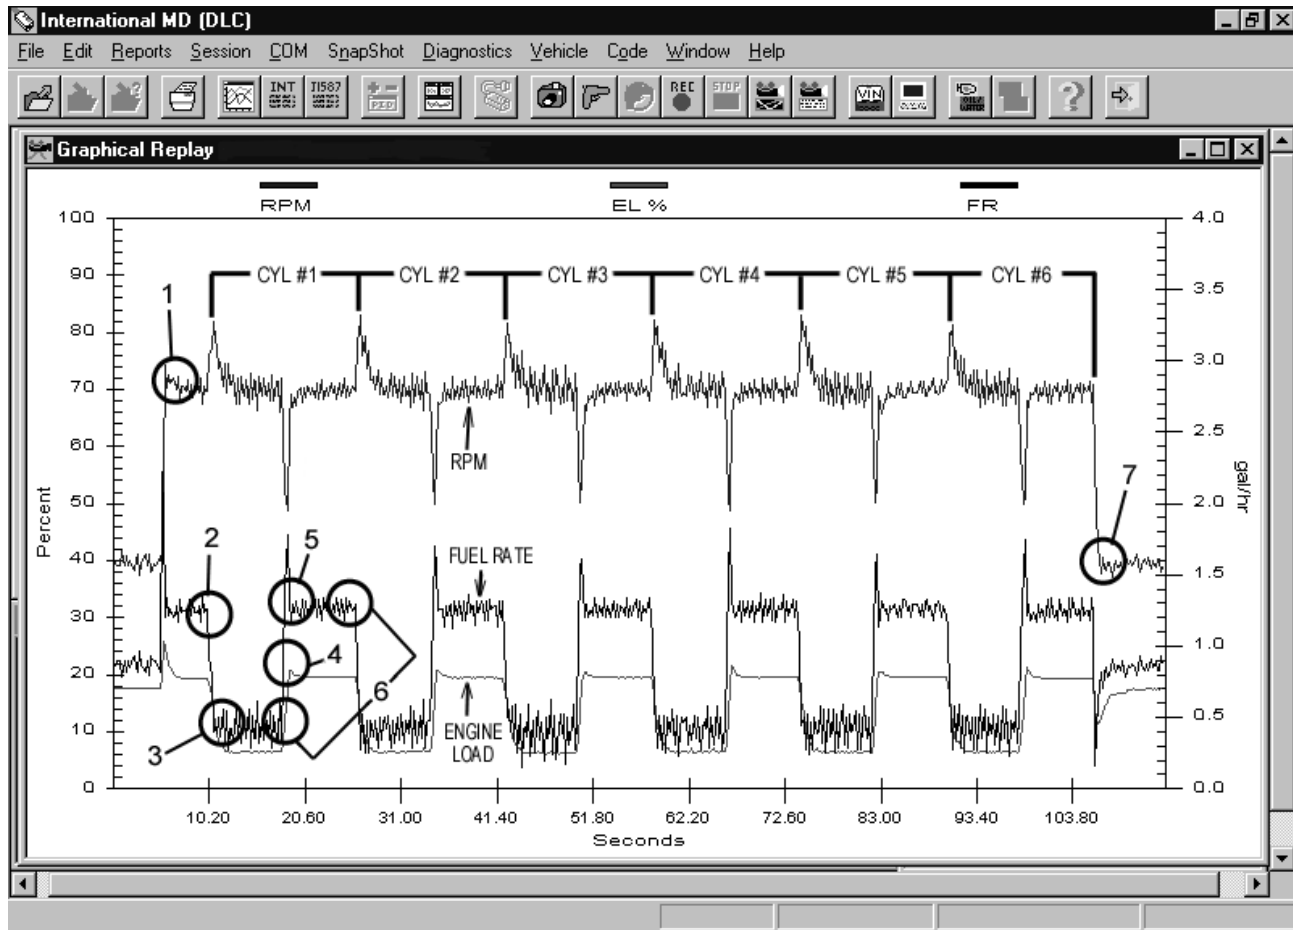 International MD (DLC)
File Edit Reports Session COM SnapShot Diagnostics Vehicle Code Window Help
INT J1587 P.I.D REC STOP VIN OIL/WATER
Graphical Replay
RPM EL % FR
100 4.0
CYL #1 CYL #2 CYL #3 CYL #4 CYL #5 CYL #6
90
1 3.5
80
3.0
70
2.5
60
RPM
7
50 2.0
Percent
gal/hr
2 5
40 FUEL RATE
1.5
30
4 1.0
20
6
3 ENGINE
LOAD
10 0.5
0 0.0
10.20 20.60 31.00 41.40 51.80 62.20 72.60 83.00 93.40 103.80
Seconds